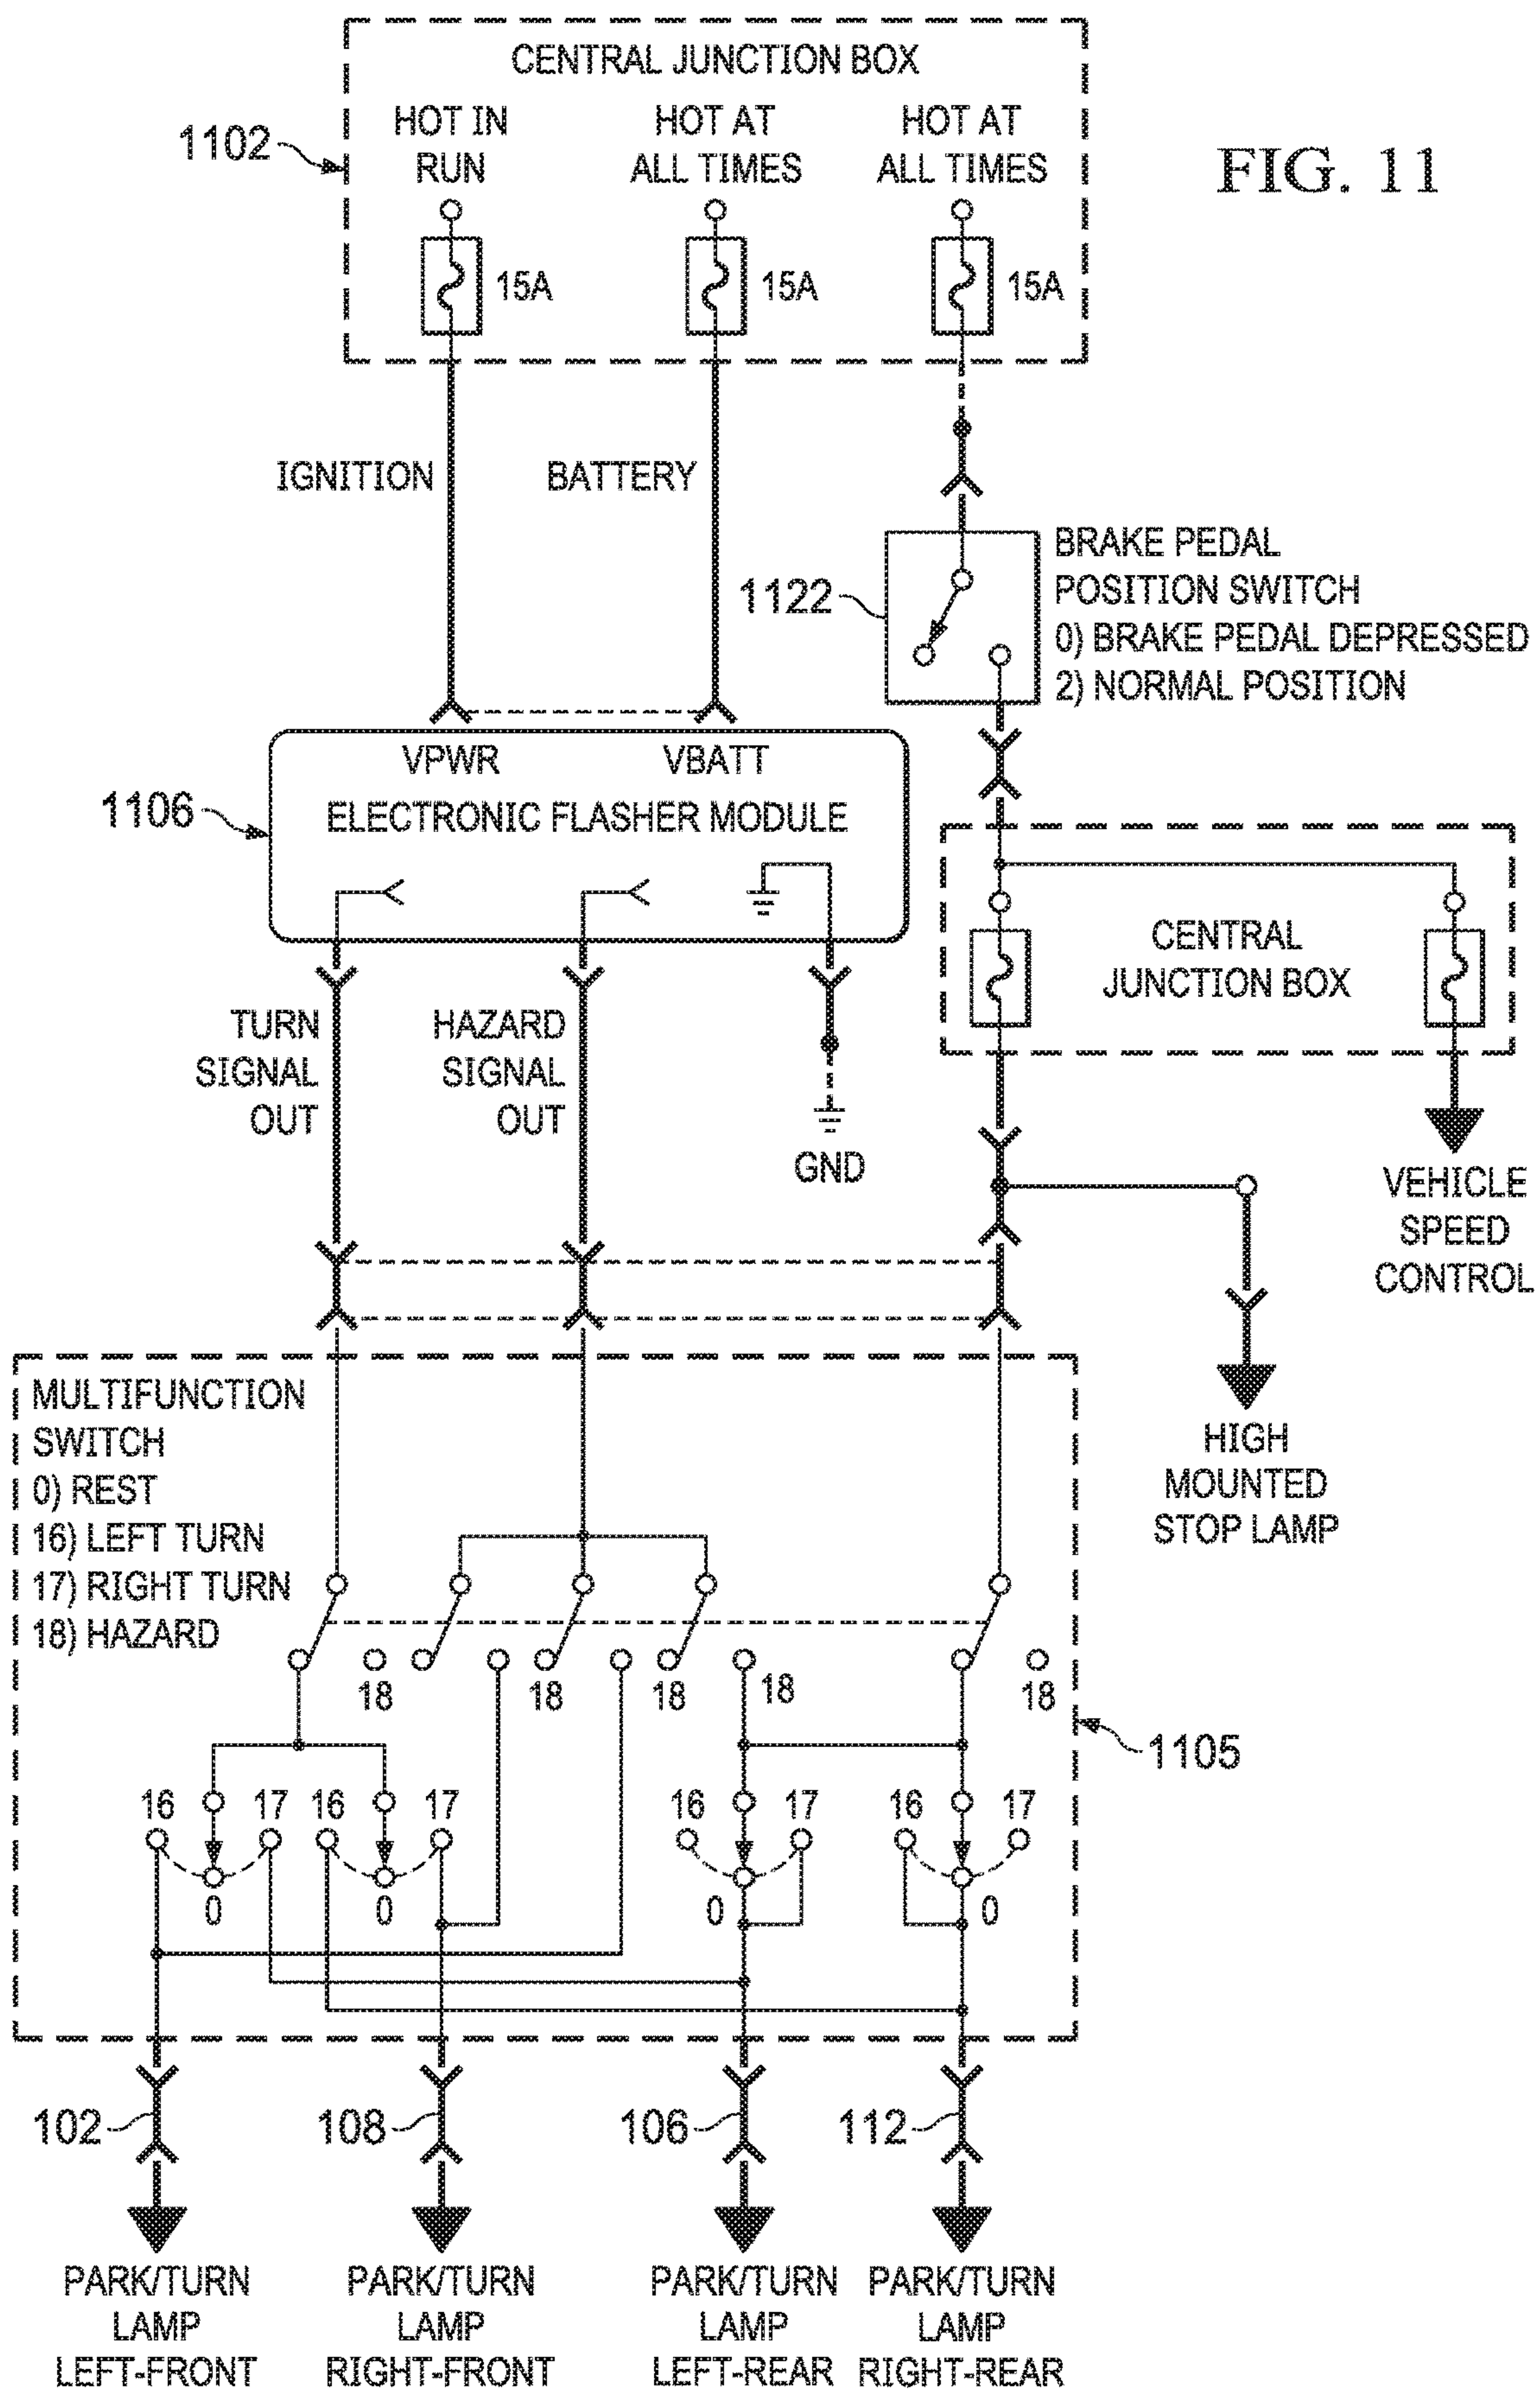 CENTRAL JUNCTION BOX
HOT IN
RUN
HOT AT
ALL TIMES
HOT AT
ALL TIMES
1102
FIG. 11
15A
15A
15A
IGNITION
BATTERY
1122
BRAKE PEDAL
POSITION SWITCH
0) BRAKE PEDAL DEPRESSED
2) NORMAL POSITION
VPWR
VBATT
1106
ELECTRONIC FLASHER MODULE
CENTRAL
JUNCTION BOX
TURN
SIGNAL
OUT
HAZARD
SIGNAL
OUT
GND
VEHICLE
SPEED
CONTROL
HIGH
MOUNTED
STOP LAMP
MULTIFUNCTION
SWITCH
0) REST
16) LEFT TURN
17) RIGHT TURN
18) HAZARD
18
18
18
18
18
1105
16
17
16
17
16
17
16
17
0
0
0
0
102
108
106
112
PARK/TURN
LAMP
LEFT-FRONT
PARK/TURN
LAMP
RIGHT-FRONT
PARK/TURN
LAMP
LEFT-REAR
PARK/TURN
LAMP
RIGHT-REAR